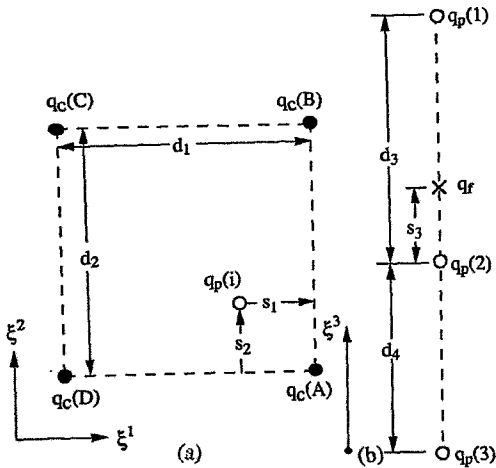 q_p(1)
q_c(C)
q_c(B)
d_1
d_3
q_f
s_3
d_2
q_p(i)
q_p(2)
s_1
ξ^2
s_2
ξ^3
d_4
q_c(D)
q_c(A)
ξ^1
(a)
(b)
q_p(3)